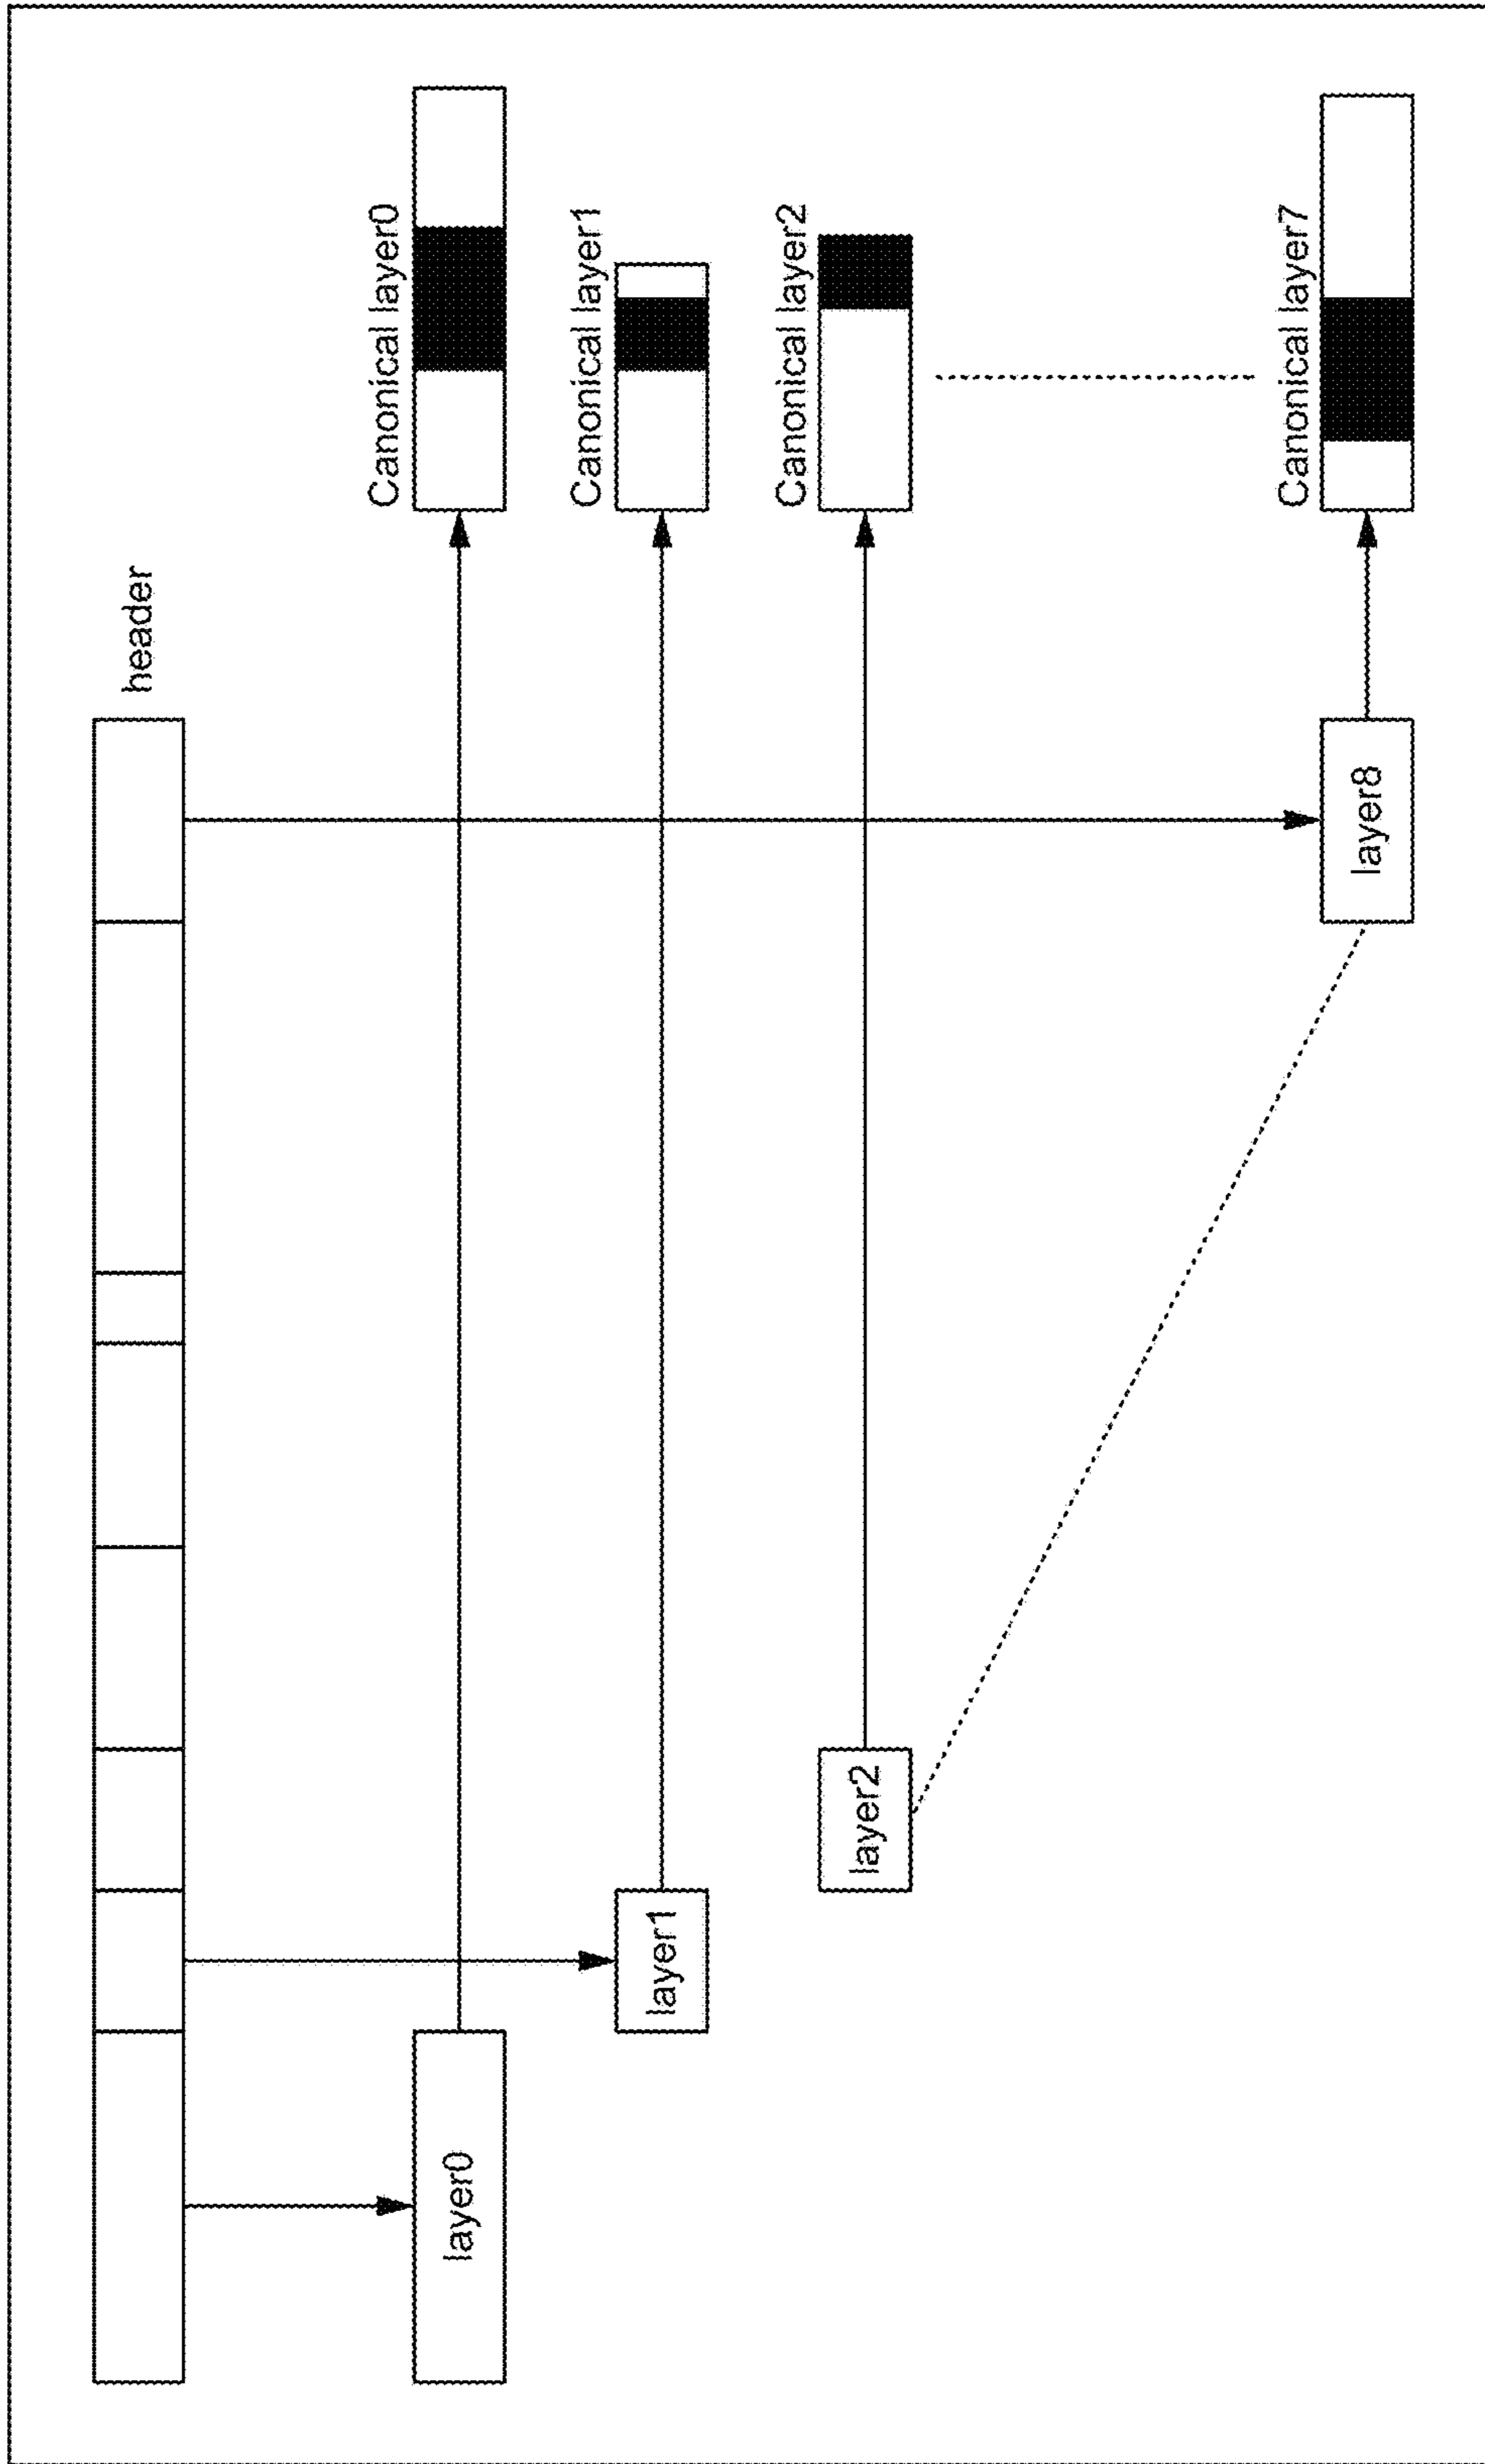 header
Canonical layer0
layer0
Canonical layer1
layer1
Canonical layer2
layer2
Canonical layer7
layer8